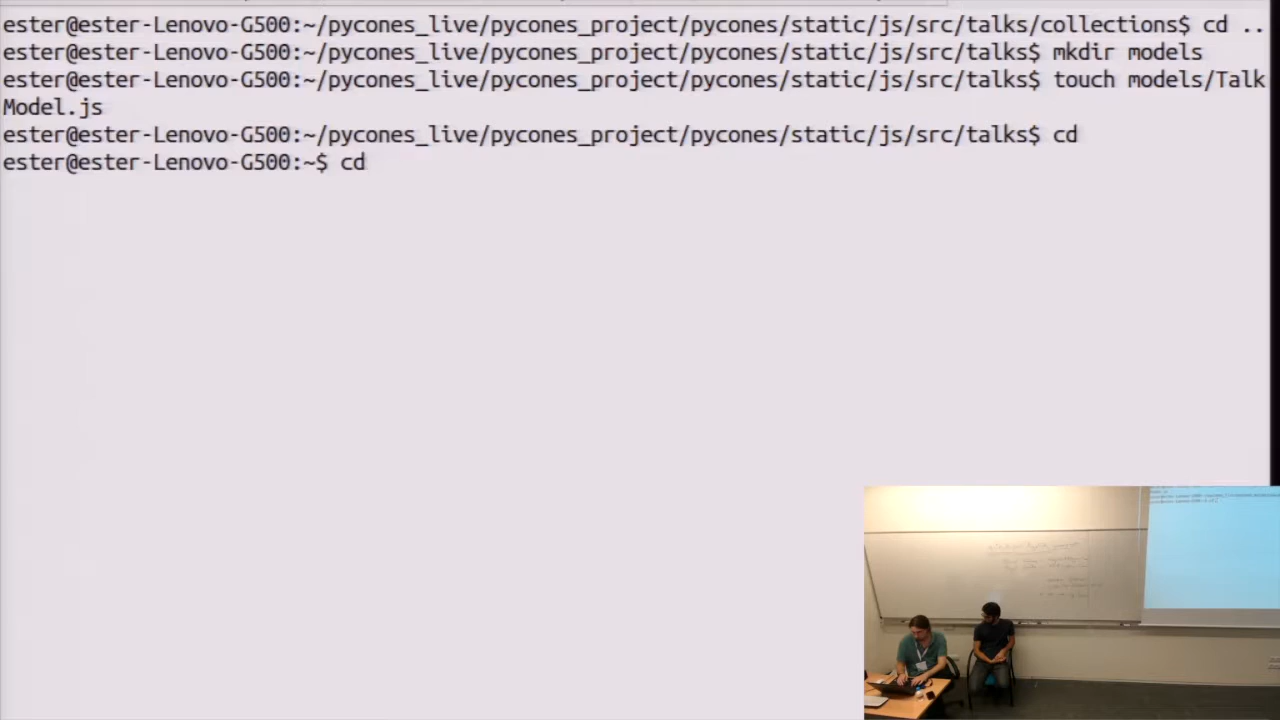 ester@ester-Lenovo-G500:~/pycones_live/pycones_project/pycones/static/js/src/talks/collections$ cd ..
ester@ester-Lenovo-G500:~/pycones_live/pycones_project/pycones/static/js/src/talks$ mkdir models
ester@ester-Lenovo-G500:~/pycones_live/pycones_project/pycones/static/js/src/talks$ touch models/Talk
Model.js
ester@ester-Lenovo-G500:~/pycones_live/pycones_project/pycones/static/js/src/talks$ cd
ester@ester-Lenovo-G500:~$ cd